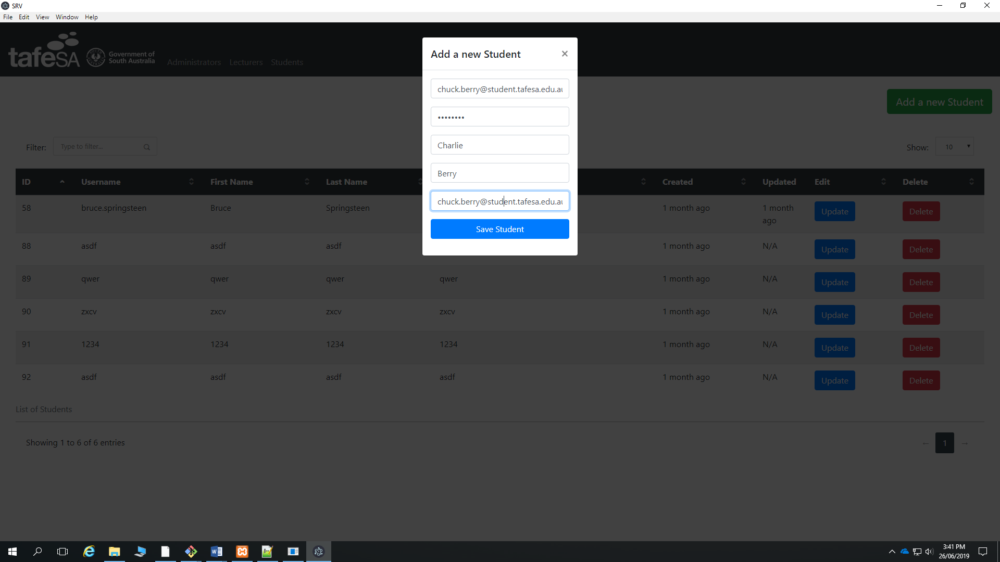 SRV
File Edit View Window Help
tafeSA
Government of
South Australia
Administrators Lecturers Students
Add a new Student ×
chuck.berry@student.tafesa.edu.au
••••••••
Charlie
Berry
chuck.berry@student.tafesa.edu.au
Save Student
Add a new Student
Filter: Type to filter...
Show: 10
ID Username First Name Last Name Created Updated Edit Delete
58 bruce.springsteen Bruce Springsteen 1 month ago 1 month ago Update Delete
88 asdf asdf asdf 1 month ago N/A Update Delete
89 qwer qwer qwer qwer 1 month ago N/A Update Delete
90 zxcv zxcv zxcv zxcv 1 month ago N/A Update Delete
91 1234 1234 1234 1234 1 month ago N/A Update Delete
92 asdf asdf asdf asdf 1 month ago N/A Update Delete
List of Students
Showing 1 to 6 of 6 entries
← 1 →
3:41 PM
26/06/2019